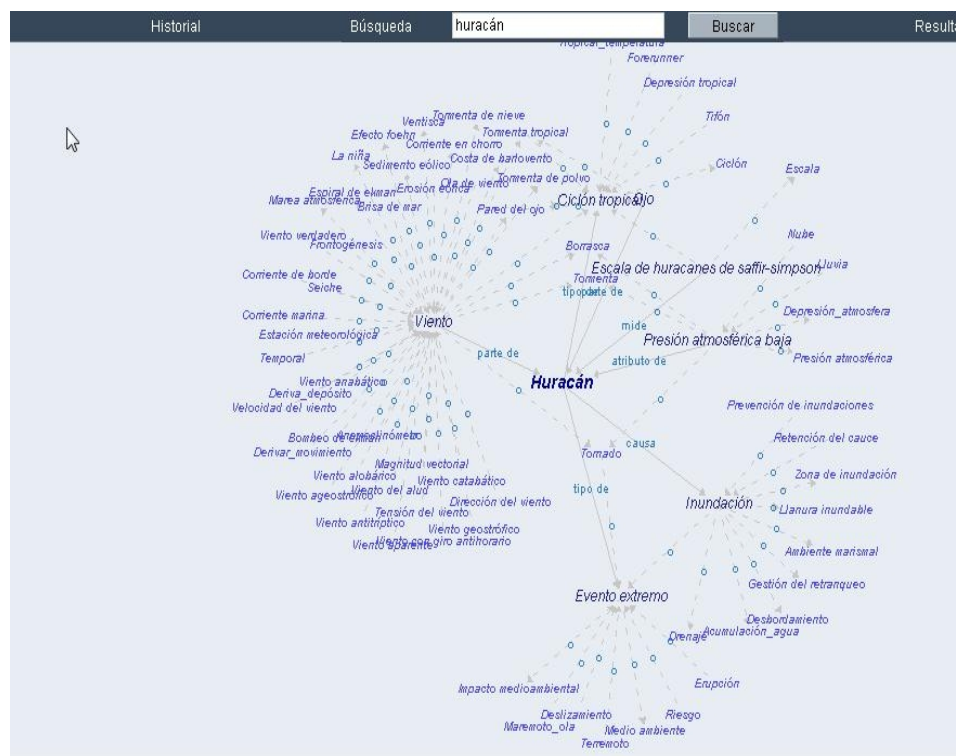 Historial Búsqueda huracán Buscar Resulta
Tropical_temperatura
Forerunner
Depresión tropical
Tormenta de nieve
Tifón
Ventisca
Efecto foehn
Corriente en chorro
Tormenta tropical
La niña
Sedimento eólico
Costa de barlovento
Ciclón
Escala
Ola de viento
Tormenta de polvo
Espiral de ekman
Erosión eólica
Marea atmosférica
Brisa de mar
Pared del ojo
Ciclón tropical
Ojo
Viento verdadero
Frontogénesis
Borrasca
Nube
Corriente de borde
Escala de huracanes de saffir-simpson
Lluvia
Seiche
Tormenta
tipo de
parte de
Corriente marina
Viento
mide
Depresión_atmosfera
Estación meteorológica
Presión atmosférica baja
Temporal
parte de
atributo de
Presión atmosférica
Viento anabático
Huracán
Deriva_depósito
Velocidad del viento
Prevención de inundaciones
Bombeo de ekman
Anemoclinómetro
Retención del cauce
Derivar_movimiento
causa
Tornado
Magnitud vectorial
Viento alobárico
Viento catabático
Zona de inundación
Viento ageostrófico
Viento del alud
tipo de
Dirección del viento
Inundación
Llanura inundable
Tensión del viento
Viento antitríptico
Viento geostrófico
Viento con giro antihorario
Viento aparente
Ambiente marismal
Gestión del retranqueo
Evento extremo
Desbordamiento
Acumulación_agua
Drenaje
Erupción
Impacto medioambiental
Deslizamiento
Riesgo
Maremoto_ola
Medio ambiente
Terremoto